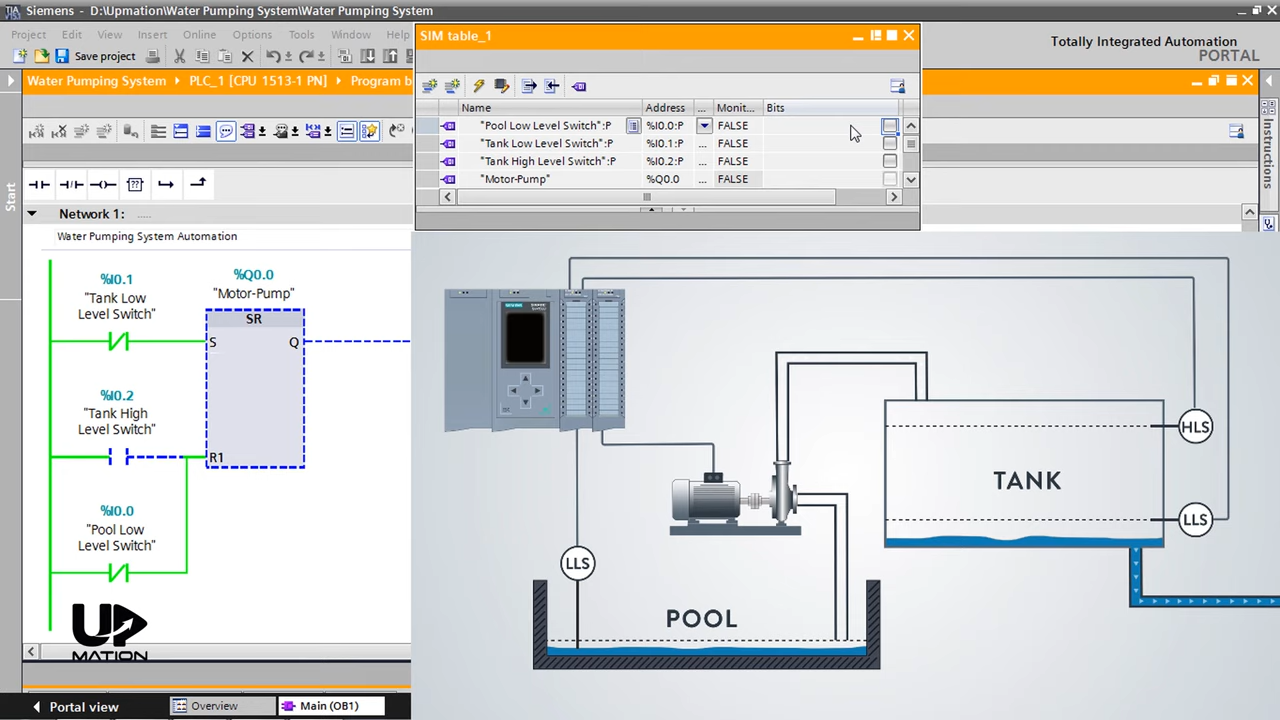 Siemens - D:\Upmation\Water Pumping System\Water Pumping System
Project Edit View Insert Online Options Tools Window Help
Save project
Totally Integrated Automation
PORTAL
Water Pumping System PLC_1 [CPU 1513-1 PN] Program b
SIM table_1
Name Address ... Monit... Bits
"Pool Low Level Switch":P %I0.0:P FALSE
"Tank Low Level Switch":P %I0.1:P ... FALSE
"Tank High Level Switch":P %I0.2:P ... FALSE
"Motor-Pump" %Q0.0 ... FALSE
Start
Instructions
Network 1: .....
Water Pumping System Automation
%I0.1
"Tank Low
Level Switch"
%Q0.0
"Motor-Pump"
SR
S Q
%I0.2
"Tank High
Level Switch"
R1
%I0.0
"Pool Low
Level Switch"
UP
MATION
SIEMENS
HLS
TANK
LLS
LLS
POOL
Portal view Overview Main (OB1)